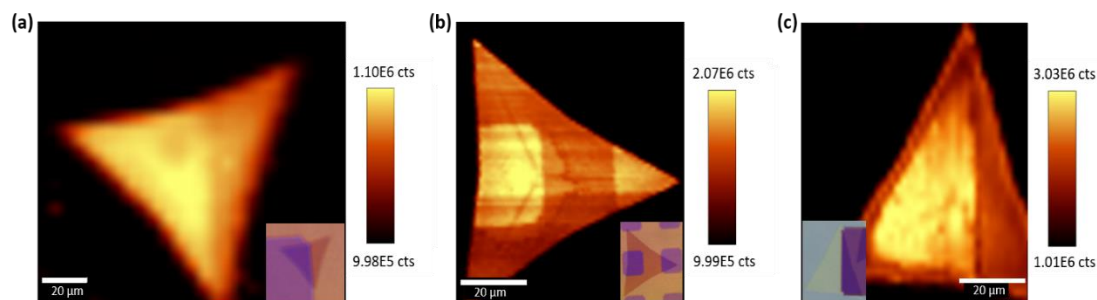 (a)
1.10E6 cts
9.98E5 cts
20 µm
(b)
2.07E6 cts
9.99E5 cts
20 µm
(c)
3.03E6 cts
1.01E6 cts
20 µm